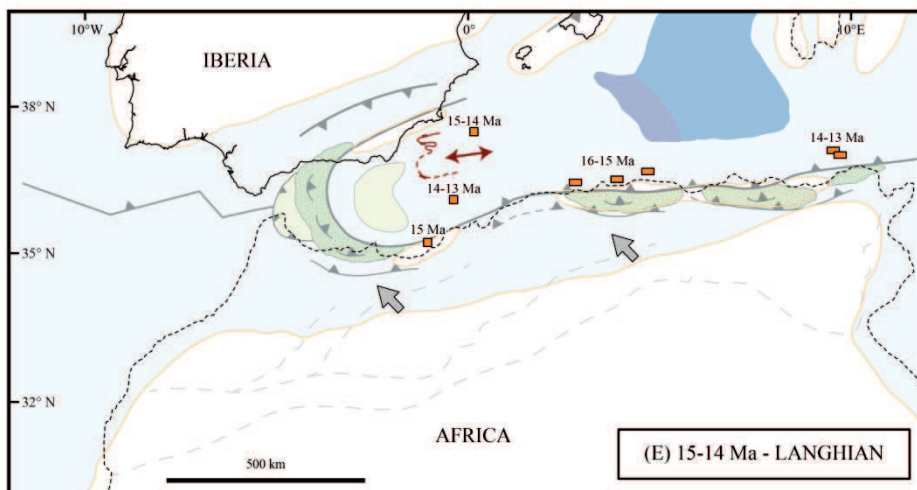 10°W
0°
10°E
IBERIA
38° N
15-14 Ma
14-13 Ma
16-15 Ma
14-13 Ma
15 Ma
35°N
32°N
AFRICA
500 km
(E) 15-14 Ma - LANGHIAN